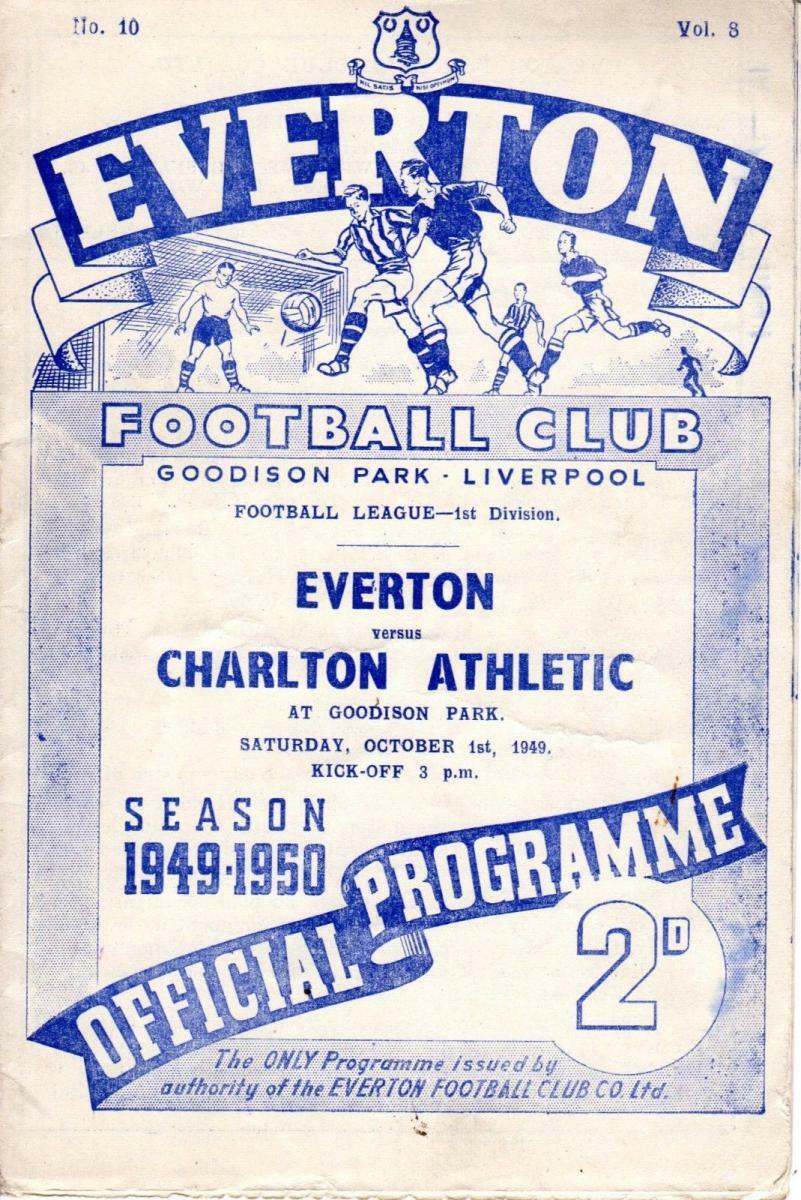 No. 10
Vol. 8
NIL SATIS NISI OPTIMUM
EVERTON
FOOTBALL CLUB
GOODISON PARK · LIVERPOOL
FOOTBALL LEAGUE—1st Division.
EVERTON
versus
CHARLTON ATHLETIC
AT GOODISON PARK.
SATURDAY, OCTOBER 1st, 1949.
KICK-OFF 3 p.m.
SEASON
1949-1950
OFFICIAL PROGRAMME
2D
The ONLY Programme issued by
authority of the EVERTON FOOTBALL CLUB CO. Ltd.